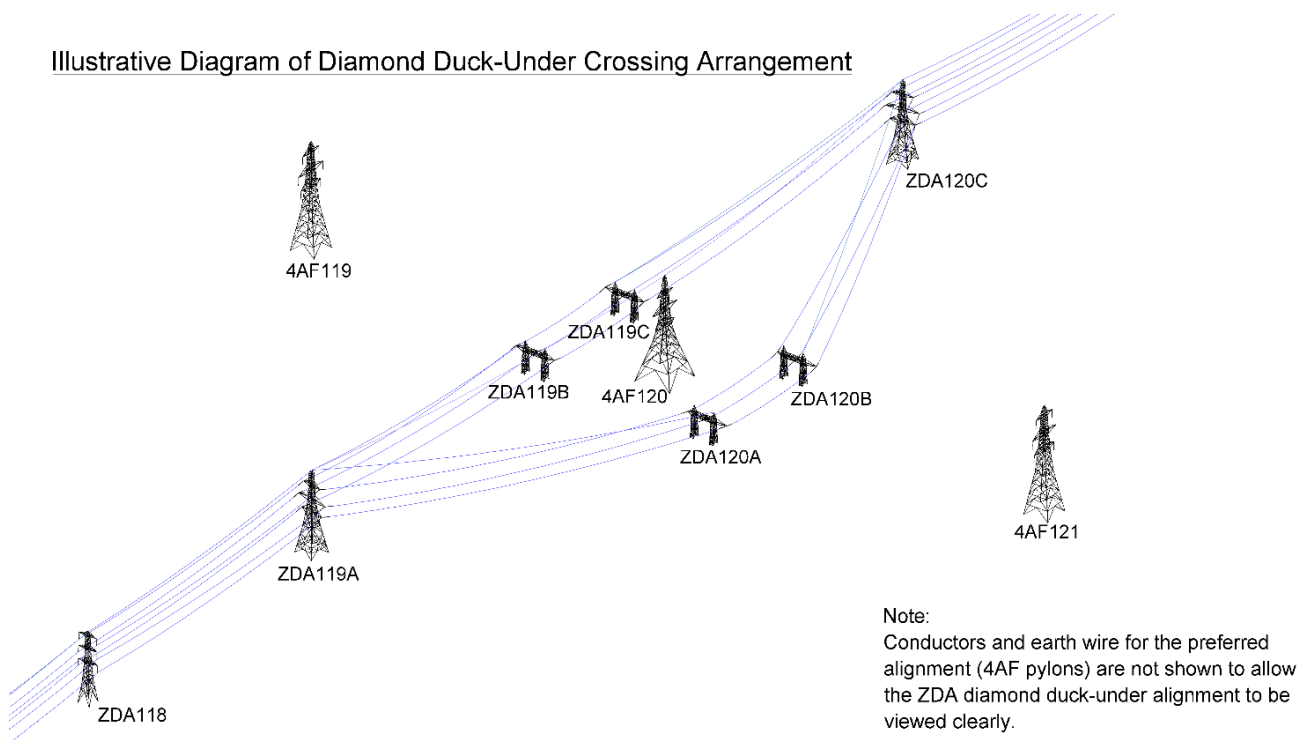 Illustrative Diagram of Diamond Duck-Under Crossing Arrangement
ZDA120C
4AF119
ZDA119C
ZDA119B
4AF120
ZDA120B
ZDA120A
4AF121
ZDA119A
Note:
Conductors and earth wire for the preferred
alignment (4AF pylons) are not shown to allow
the ZDA diamond duck-under alignment to be
viewed clearly.
ZDA118